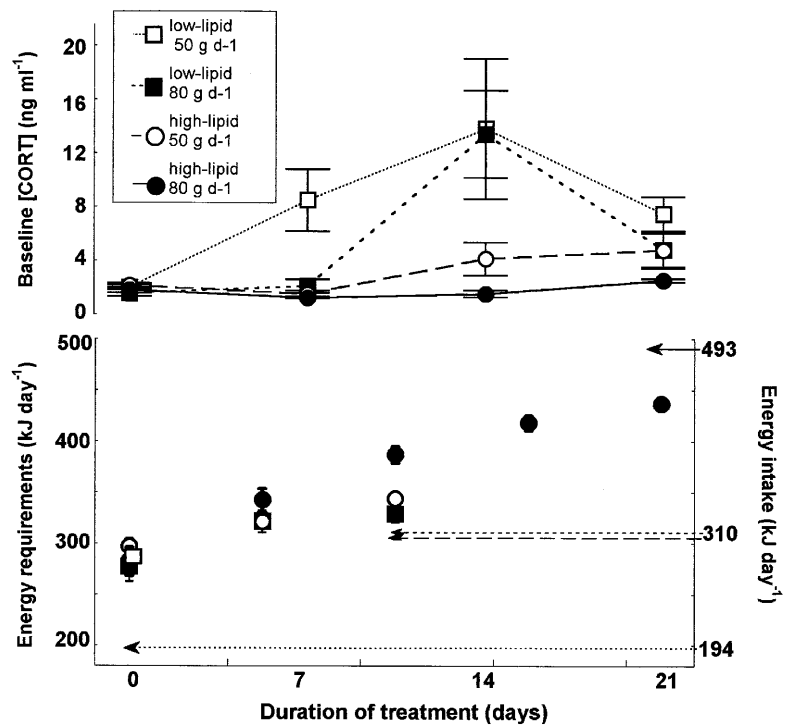 Baseline [CORT] (ng ml⁻¹)
20
16
12
8
4
0
low-lipid
50 g d-1
low-lipid
80 g d-1
high-lipid
50 g d-1
high-lipid
80 g d-1
Energy requirements (kJ day⁻¹)
500
400
300
200
493
310
194
Energy intake (kJ day⁻¹)
0 7 14 21
Duration of treatment (days)